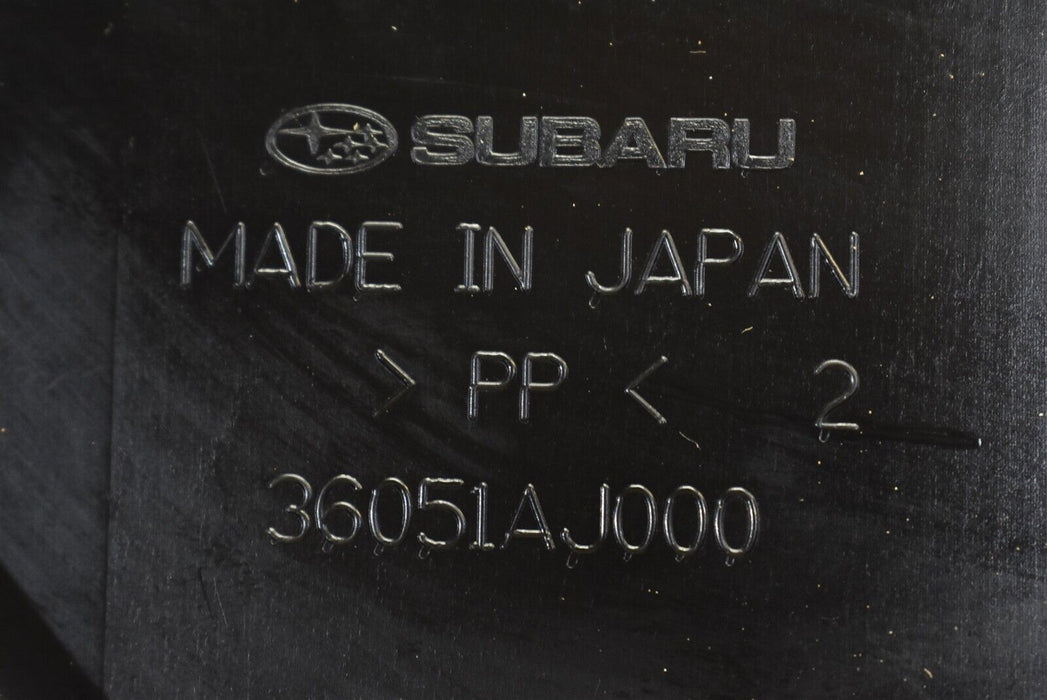 SUBARU
MADE IN JAPAN
> PP < 2
36051AJ000